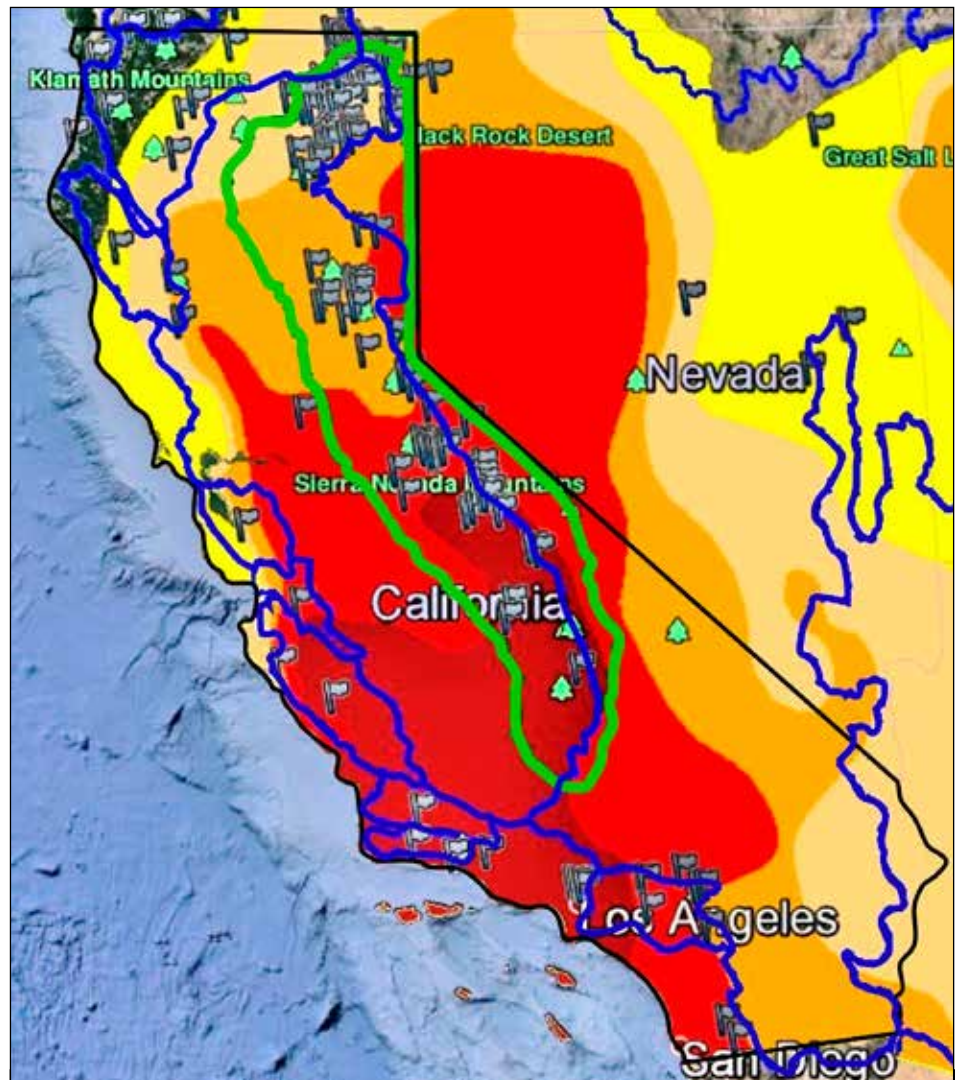 Klamath Mountains
lack Rock Desert
Great Salt L
Nevada
Sierra Nevada Mountains
California
Los Angeles
San Diego